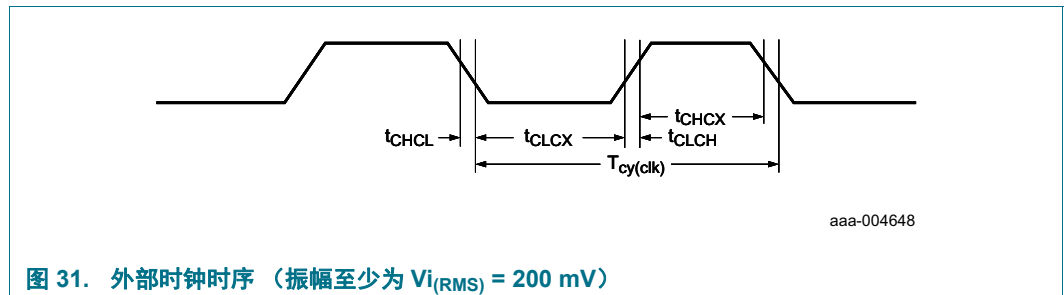 tCHCX
tCHCL tCLCX tCLCH
Tcy(clk)
aaa-004648
图 31. 外部时钟时序 （振幅至少为 Vi(RMS) = 200 mV）